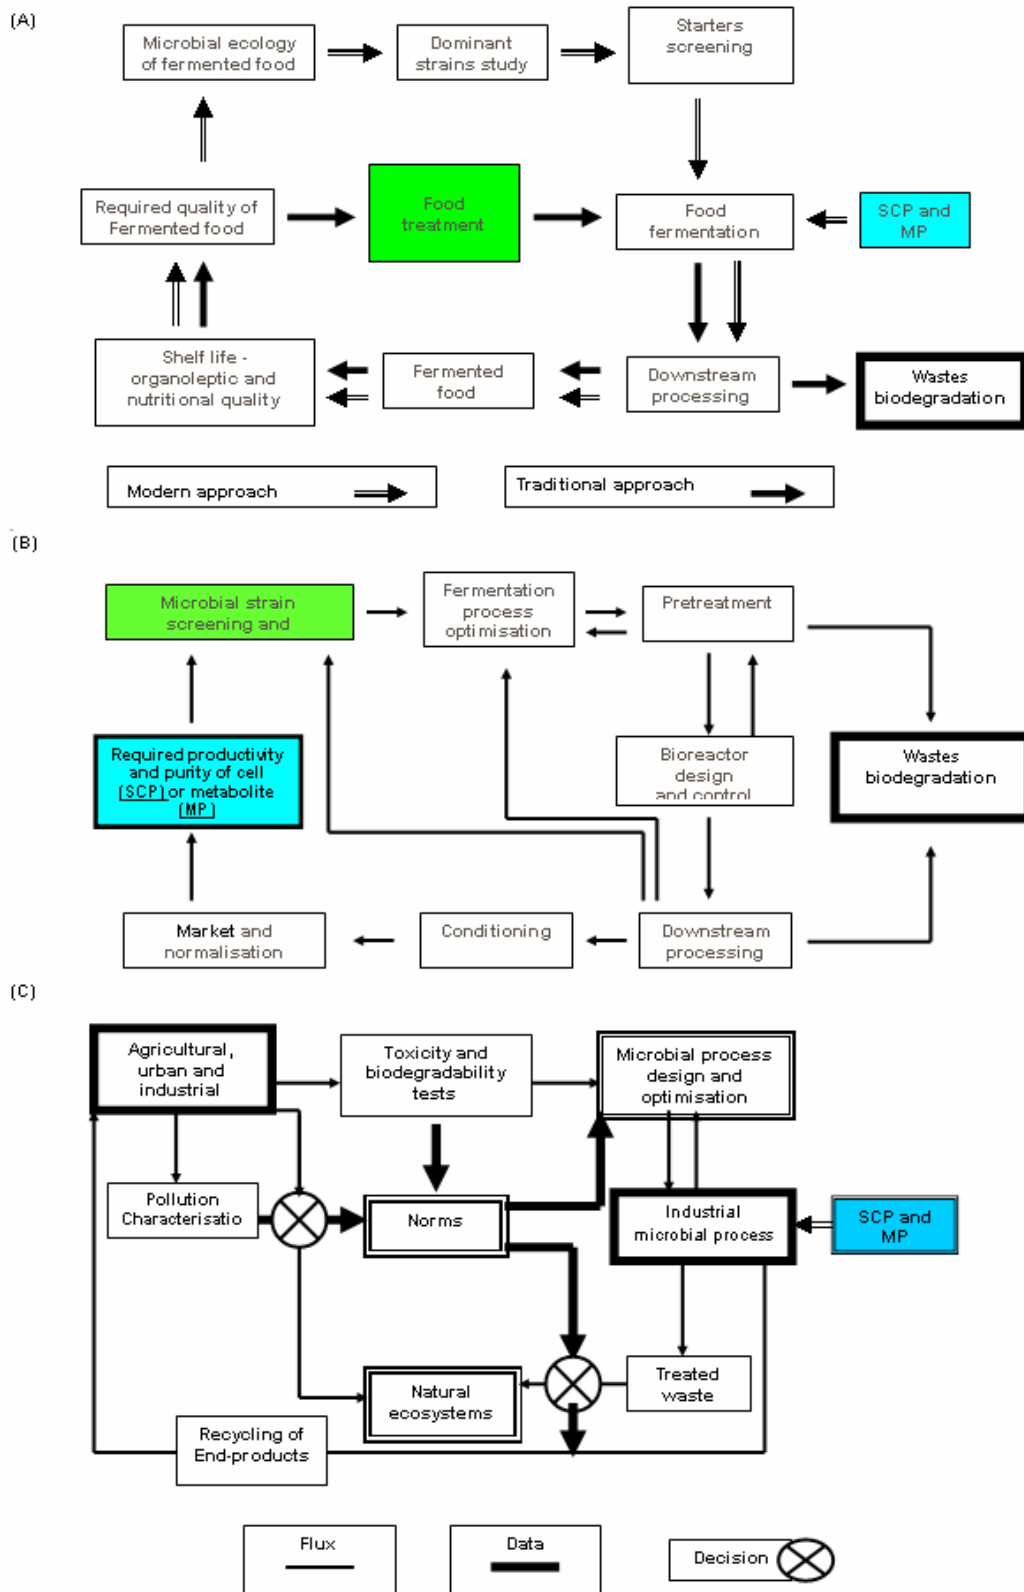 (A)
Microbial ecology
of fermented food
Dominant
strains study
Starters
screening
Required quality of
Fermented food
Food
treatment
Food
fermentation
SCP and
MP
Shelf life -
organoleptic and
nutritional quality
Fermented
food
Downstream
processing
Wastes
biodegradation
Modern approach
Traditional approach
(B)
Microbial strain
screening and
Fermentation
process
optimisation
Pretreatment
Required productivity
and purity of cell
(SCP) or metabolite
(MP)
Bioreactor
design
and control
Wastes
biodegradation
Market and
normalisation
Conditioning
Downstream
processing
(C)
Agricultural,
urban and
industrial
Toxicity and
biodegradability
tests
Microbial process
design and
optimisation
Pollution
Characterisatio
Norms
Industrial
microbial process
SCP and
MP
Natural
ecosystems
Treated
waste
Recycling of
End-products
Flux
Data
Decision